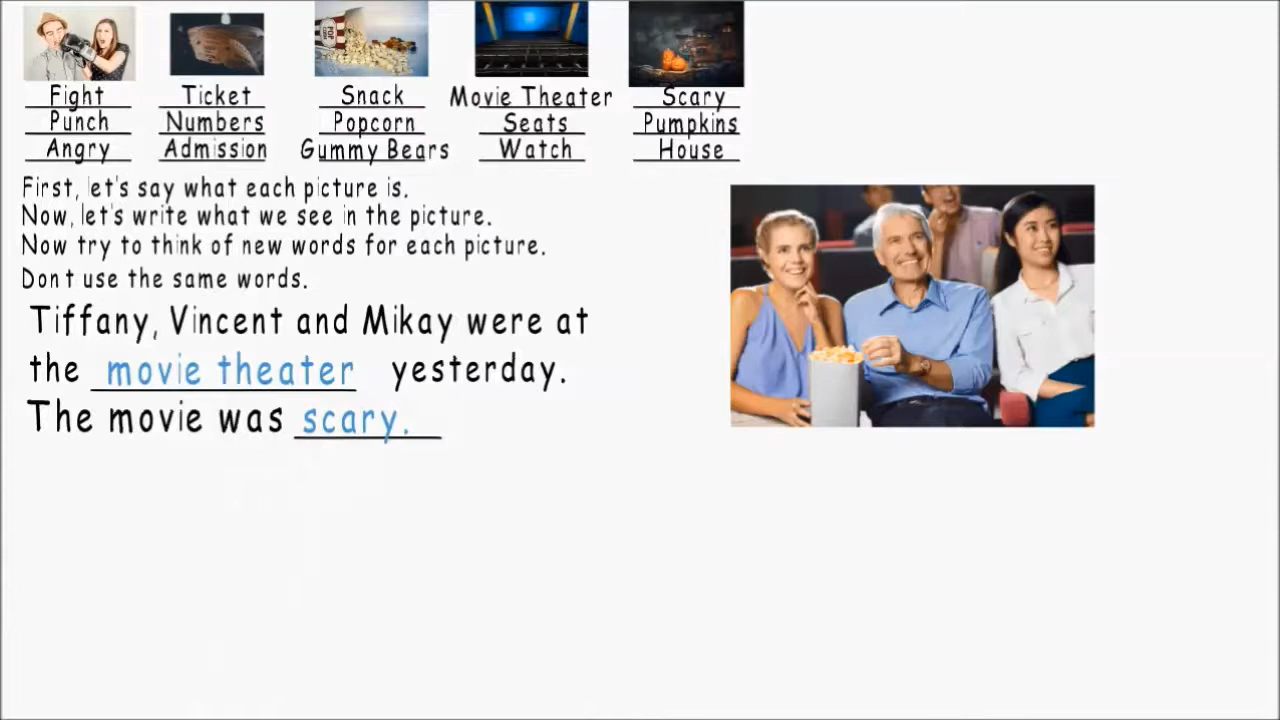 POP CORN
Fight Ticket Snack Movie Theater Scary
Punch Numbers Popcorn Seats Pumpkins
Angry Admission Gummy Bears Watch House
First, let's say what each picture is.
Now, let's write what we see in the picture.
Now try to think of new words for each picture.
Don't use the same words.
Tiffany, Vincent and Mikay were at
the movie theater yesterday.
The movie was scary.